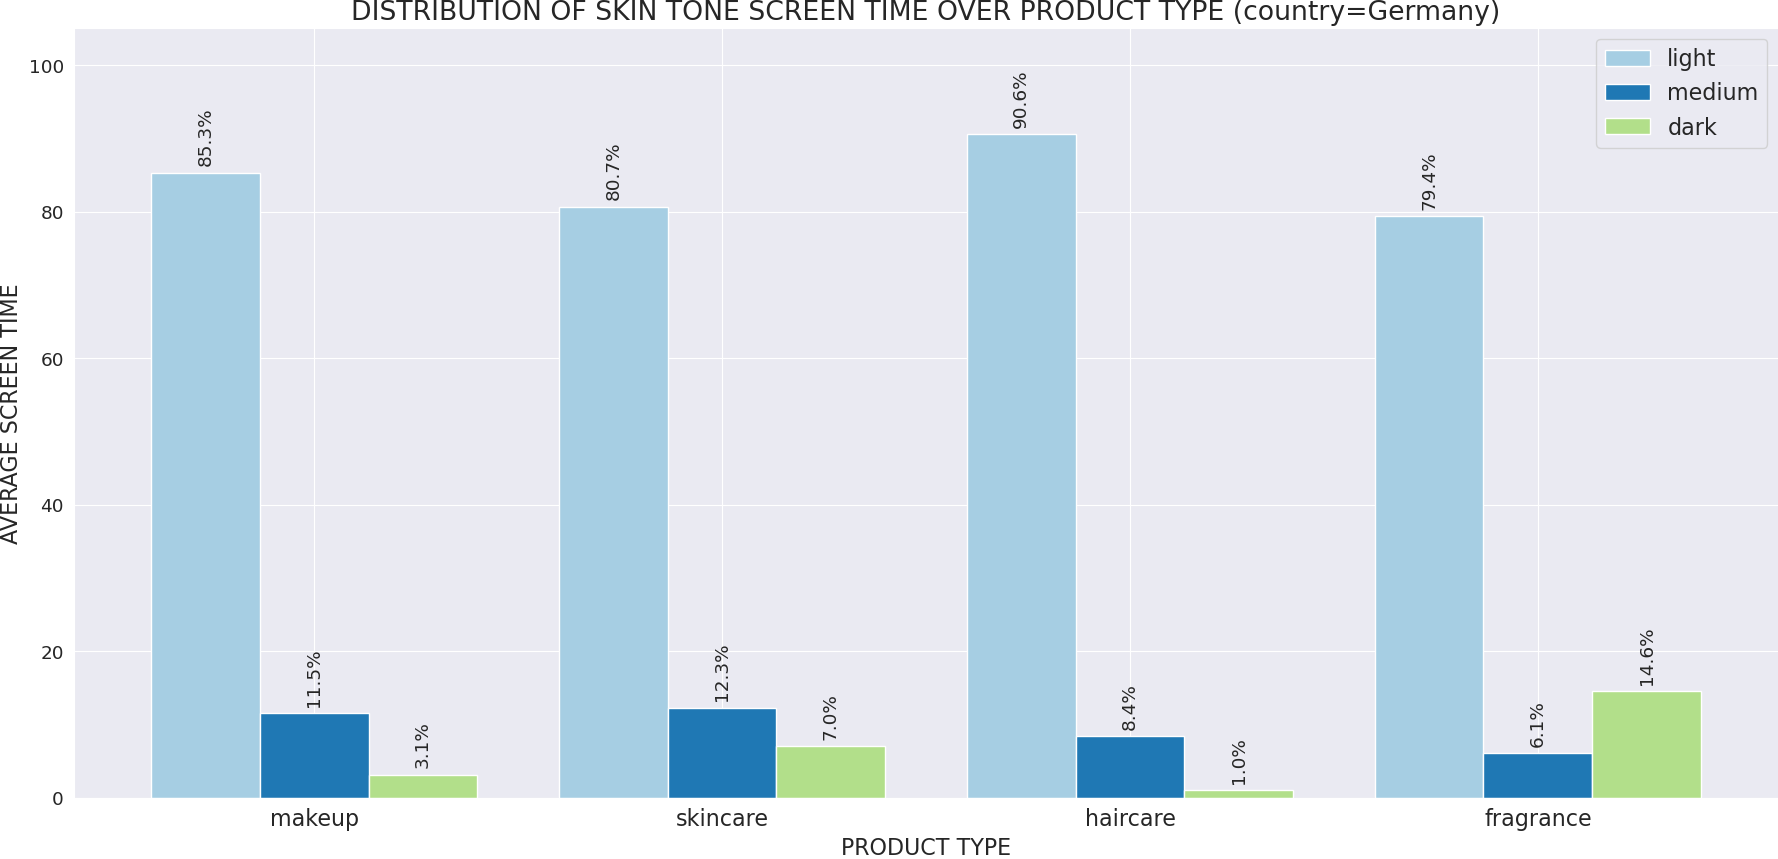 DISTRIBUTION OF SKIN TONE SCREEN TIME OVER PRODUCT TYPE (country=Germany)
light
medium
dark
AVERAGE SCREEN TIME
100
80
60
40
20
0
85.3%
11.5%
3.1%
80.7%
12.3%
7.0%
90.6%
8.4%
1.0%
79.4%
6.1%
14.6%
makeup
skincare
haircare
fragrance
PRODUCT TYPE